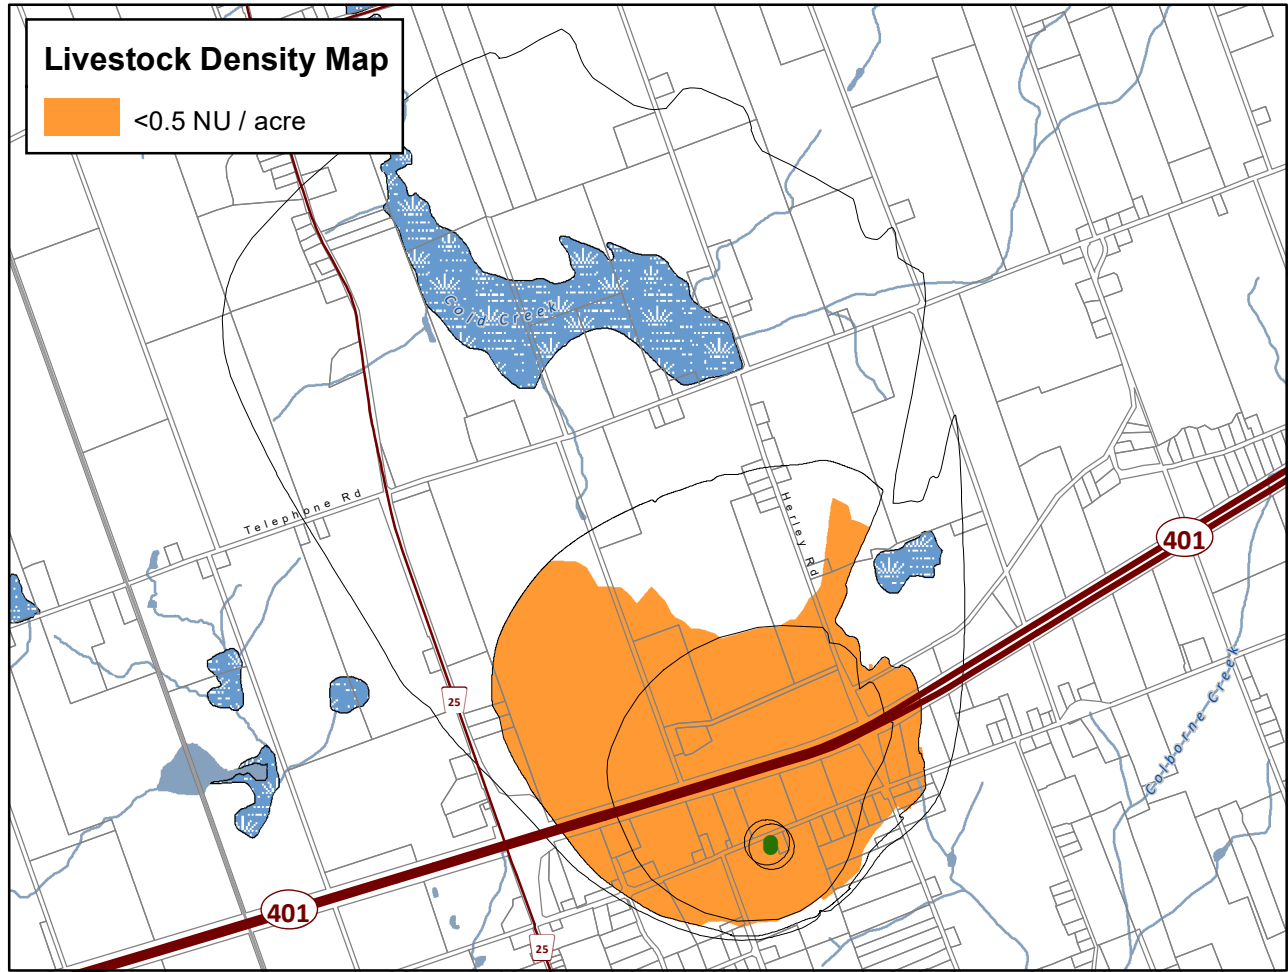 Livestock Density Map
<0.5 NU / acre
Cold Creek
Telephone Rd
Herley Rd
401
25
Colborne Creek
401
25